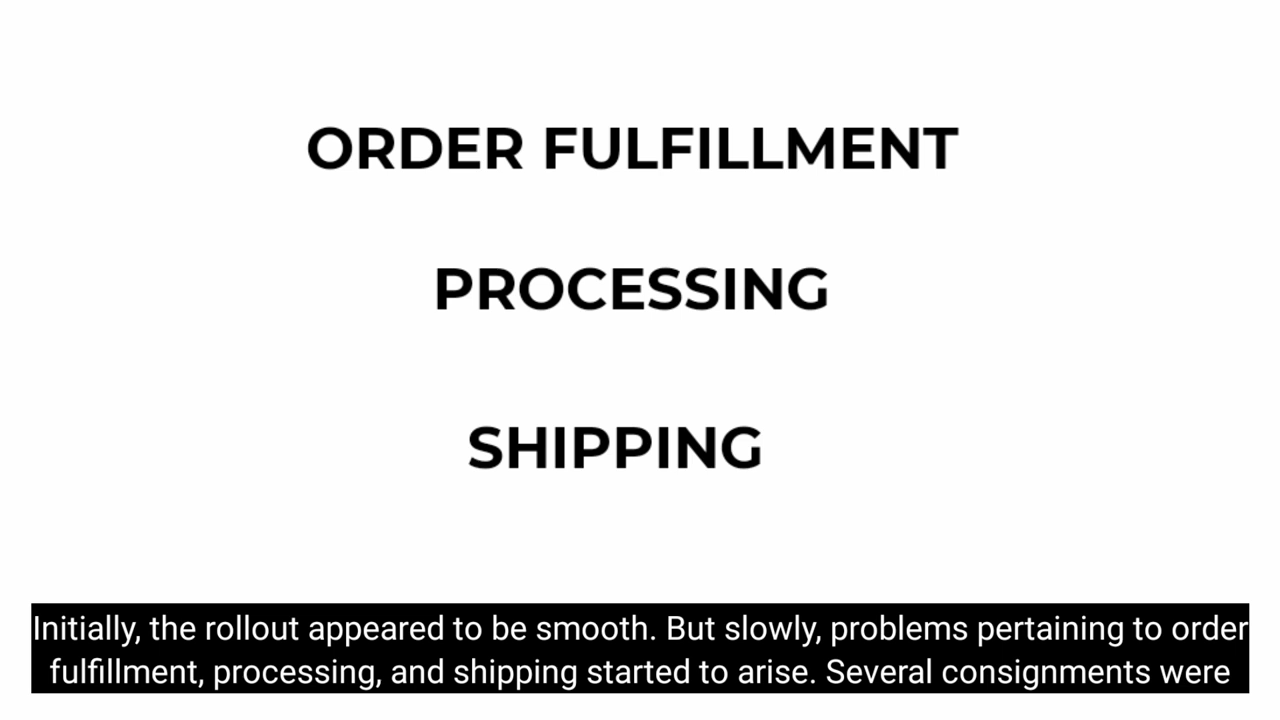 ORDER FULFILLMENT
PROCESSING
SHIPPING
Initially, the rollout appeared to be smooth. But slowly, problems pertaining to order
fulfillment, processing, and shipping started to arise. Several consignments were